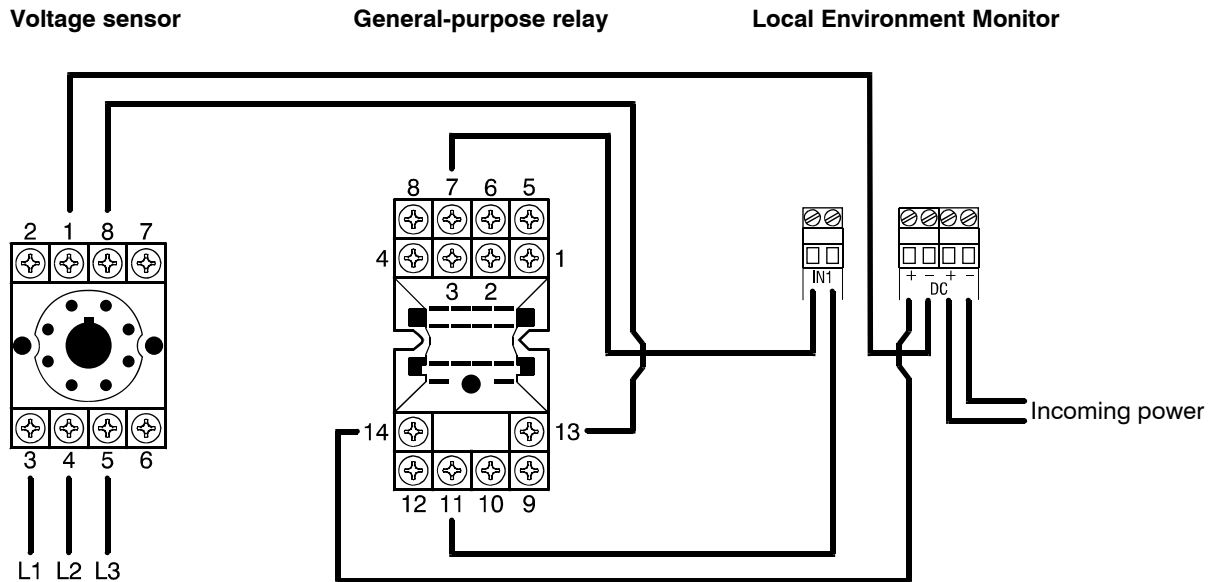 Voltage sensor General-purpose relay Local Environment Monitor
8 7 6 5
2 1 8 7
4 1
3 2
IN1
+ - + -
DC
Incoming power
14 13
3 4 5 6
12 11 10 9
L1 L2 L3